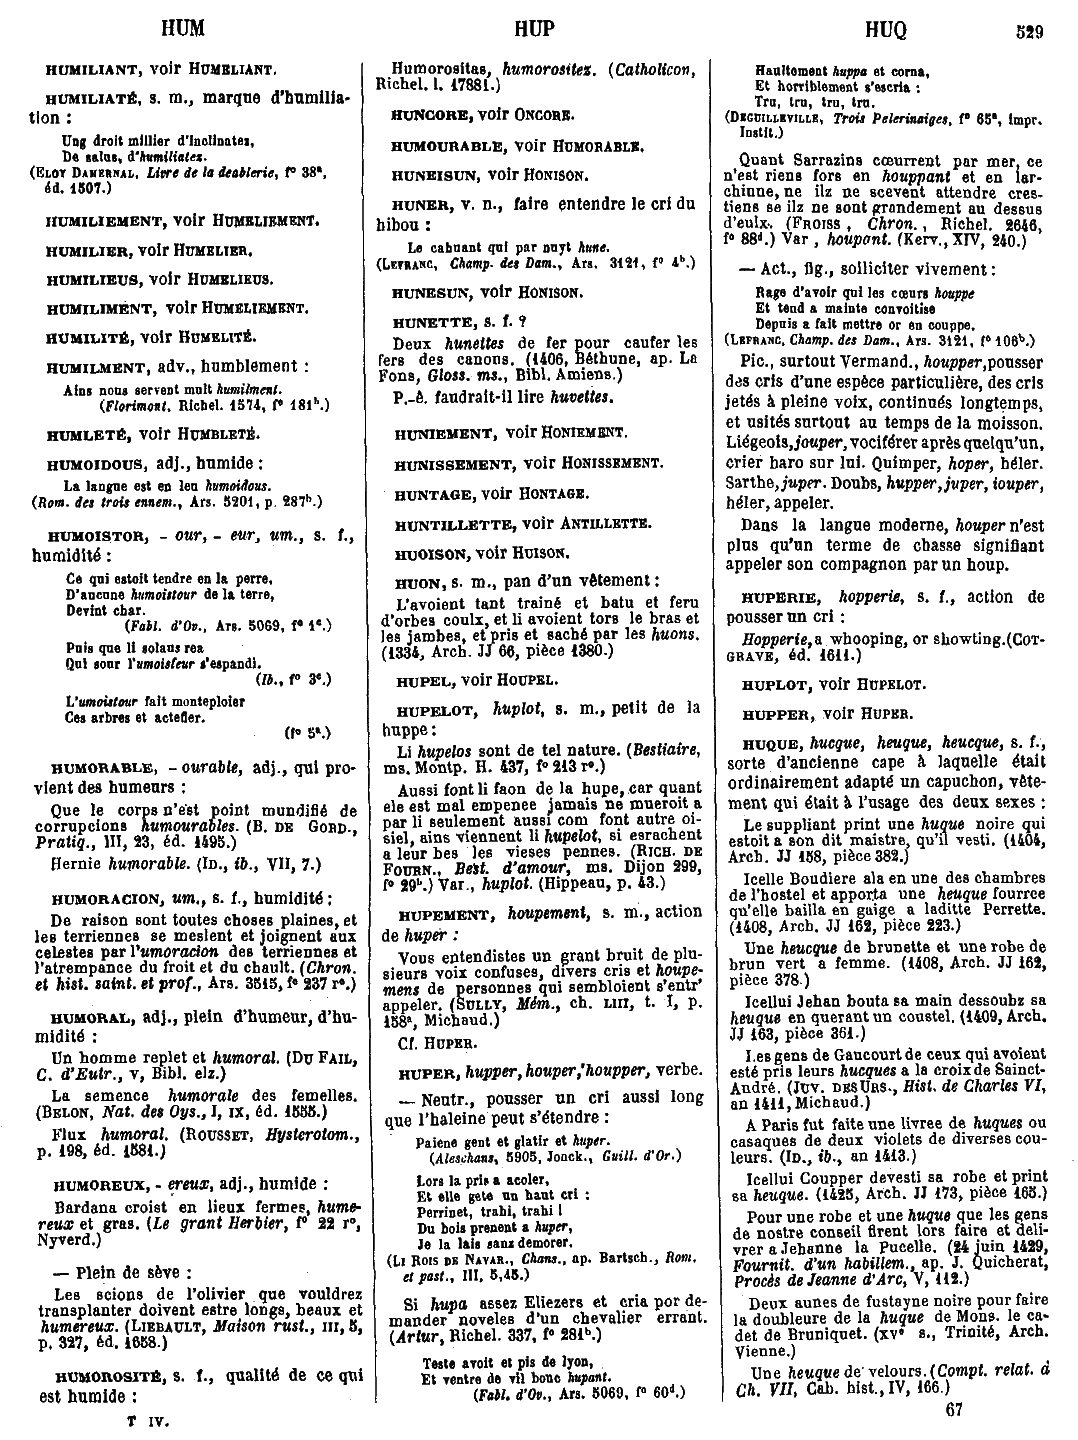 HUM
HUP
HUQ
529
HUMILIANT, voir HUMELIANT.
HUMILIATÉ, s. m., marque d'humilia-
tion :
Ung droit millier d'inclinates,
De salus, d'humiliatez.
(ELOY DAMERNAL, Livre de la deablerie, f° 38ª,
éd. 1507.)
HUMILIEMENT, voir HUMELIEMENT.
HUMILIER, voir HUMELIER.
HUMILIEUS, voir HUMELIEUS.
HUMILIMENT, voir HUMELIEMENT.
HUMILITÉ, voir HUMELITÉ.
HUMILMENT, adv., humblement :
Ains nous servent mult humilment.
(Florimont, Richel. 1574, f° 181ᵇ.)
HUMLETÉ, voir HUMBLETÉ.
HUMOIDOUS, adj., humide :
La langue est en leu humoidous.
(Rom. des trois ennem., Ars. 5201, p. 287ᵇ.)
HUMOISTOR, - our, - eur, um., s. f.,
humidité :
Ce qui estoit tendre en la perre,
D'aucune humoistour de la terre,
Devint char.
(Fabl. d'Ov., Ars. 5069, f° 1ᶜ.)
Puis que li solaus rea
Qui sour l'umoisteur s'espandi.
(Ib., f° 3ᶜ.)
L'umoistour fait monteploier
Ces arbres et actefier.
(f° 5ª.)
HUMORABLE, - ourable, adj., qui pro-
vient des humeurs :
Que le corps n'est point mundifié de
corrupcions humourables. (B. DE GORD.,
Pratiq., III, 23, éd. 1495.)
Hernie humorable. (ID., ib., VII, 7.)
HUMORACION, um., s. f., humidité :
De raison sont toutes choses plaines, et
les terriennes se meslent et joignent aux
celestes par l'umoracion des terriennes et
l'atrempance du froit et du chault. (Chron.
et hist. saint. et prof., Ars. 3515, f° 237 r°.)
HUMORAL, adj., plein d'humeur, d'hu-
midité :
Un homme replet et humoral. (DU FAIL,
C. d'Eutr., V, Bibl. elz.)
La semence humorale des femelles.
(BELON, Nat. des Oys., I, IX, éd. 1555.)
Flux humoral. (ROUSSET, Hysterotom.,
p. 198, éd. 1581.)
HUMOREUX, - ereux, adj., humide :
Bardana croist en lieux fermes, hume-
reux et gras. (Le grant Herbier, f° 22 r°,
Nyverd.)
— Plein de sève :
Les scions de l'olivier que vouldrez
transplanter doivent estre longs, beaux et
humereux. (LIEBAULT, Maison rust., III, 5,
p. 327, éd. 1658.)
HUMOROSITÉ, s. f., qualité de ce qui
est humide :
T IV.
Humorositas, humorositez. (Catholicon,
Richel. l. 17881.)
HUNCORE, voir ONCORE.
HUMOURABLE, voir HUMORABLE.
HUNEISUN, voir HONISON.
HUNER, v. n., faire entendre le cri du
hibou :
Le cahuant qui par nuyt hune.
(LEFRANC, Champ. des Dam., Ars. 3121, f° 4ᵇ.)
HUNESUN, voir HONISON.
HUNETTE, s. f. ?
Deux hunettes de fer pour caufer les
fers des canons. (1406, Béthune, ap. La
Fons, Gloss. ms., Bibl. Amiens.)
P.-ê. faudrait-il lire huvettes.
HUNIEMENT, voir HONIEMENT.
HUNISSEMENT, voir HONISSEMENT.
HUNTAGE, voir HONTAGE.
HUNTILLETTE, voir ANTILLETTE.
HUOISON, voir HUISON.
HUON, s. m., pan d'un vêtement :
L'avoient tant trainé et batu et feru
d'orbes coulx, et li avoient tors le bras et
les jambes, et pris et saché par les huons.
(1334, Arch. JJ 66, pièce 1380.)
HUPEL, voir HOUPEL.
HUPELOT, huplot, s. m., petit de la
huppe :
Li hupelos sont de tel nature. (Bestiaire,
ms. Montp. H. 437, f° 213 r°.)
Aussi font li faon de la hupe, car quant
ele est mal empenee jamais ne mueroit a
par li seulement aussi com font autre oi-
siel, ains viennent li hupelot, si esrachent
a leur bes les vieses pennes. (RICH. DE
FOURN., Best. d'amour, ms. Dijon 299,
f° 29ᵇ.) Var., huplot. (Hippeau, p. 43.)
HUPEMENT, houpement, s. m., action
de huper :
Vous entendistes un grant bruit de plu-
sieurs voix confuses, divers cris et houpe-
mens de personnes qui sembloient s'entr'
appeler. (SULLY, Mém., ch. LIII, t. I, p.
158ª, Michaud.)
Cf. HUPER.
HUPER, hupper, houper, houpper, verbe.
— Neutr., pousser un cri aussi long
que l'haleine peut s'étendre :
Paiene gent et glatir et huper.
(Aleschans, 5905, Jonck., Guill. d'Or.)
Lors la pris a acoler,
Et elle gete un haut cri :
Perrinet, trahi, trahi !
Du bois prenent a huper,
Je la lais sanz demorer.
(LI ROIS DE NAVAR., Chans., ap. Bartsch., Rom.
et past., III, 5,45.)
Si hupa assez Eliezers et cria por de-
mander noveles d'un chevalier errant.
(Artur, Richel. 337, f° 281ᵇ.)
Teste avoit et pis de lyon,
Et ventre de vil bouc hupant.
(Fabl. d'Ov., Ars. 5069, f° 60ᵈ.)
Haultement huppa et corna,
Et horriblement s'escria :
Tru, tru, tru, tru.
(DEGUILLEVILLE, Trois Pelerinaiges, f° 65ª, impr.
Instit.)
Quant Sarrazins cœurrent par mer, ce
n'est riens fors en houppant et en lar-
chinne, ne ilz ne scevent attendre cres-
tiens se ilz ne sont grandement au dessus
d'eulx. (FROISS, Chron., Richel. 2646,
f° 88ᵈ.) Var, houpant. (Kerv., XIV, 240.)
— Act., fig., solliciter vivement :
Rage d'avoir qui les cœurs houppe
Et tend a mainte convoitise
Depuis a fait mettre or en couppe.
(LEFRANC, Champ. des Dam., Ars. 3121, f° 106ᵇ.)
Pic., surtout Vermand., houpper, pousser
des cris d'une espèce particulière, des cris
jetés à pleine voix, continués longtemps,
et usités surtout au temps de la moisson.
Liégeois, jouper, vociférer après quelqu'un,
crier haro sur lui. Quimper, hoper, héler.
Sarthe, juper. Doubs, hupper, juper, iouper,
héler, appeler.
Dans la langue moderne, houper n'est
plus qu'un terme de chasse signifiant
appeler son compagnon par un houp.
HUPERIE, hopperie, s. f., action de
pousser un cri :
Hopperie, a whooping, or showting. (COT-
GRAVE, éd. 1611.)
HUPLOT, voir HUPELOT.
HUPPER, voir HUPER.
HUQUE, hucque, heuque, heucque, s. f.,
sorte d'ancienne cape à laquelle était
ordinairement adapté un capuchon, vête-
ment qui était à l'usage des deux sexes :
Le suppliant print une huque noire qui
estoit a son dit maistre, qu'il vesti. (1404,
Arch. JJ 158, pièce 382.)
Icelle Boudiere ala en une des chambres
de l'hostel et apporta une heuque fourree
qu'elle bailla en guige a laditte Perrette.
(1408, Arch. JJ 162, pièce 223.)
Une heucque de brunette et une robe de
brun vert a femme. (1408, Arch. JJ 162,
pièce 378.)
Icellui Jehan bouta sa main dessoubz sa
heuque en querant un coustel. (1409, Arch.
JJ 163, pièce 361.)
Les gens de Gaucourt de ceux qui avoient
esté pris leurs hucques a la croix de Sainct-
André. (JUV. DES URS., Hist. de Charles VI,
an 1411, Michaud.)
A Paris fut faite une livree de huques ou
casaques de deux violets de diverses cou-
leurs. (ID., ib., an 1413.)
Icellui Coupper devesti sa robe et print
sa heuque. (1425, Arch. JJ 173, pièce 165.)
Pour une robe et une huque que les gens
de nostre conseil firent lors faire et deli-
vrer a Jehanne la Pucelle. (24 juin 1429,
Fournit. d'un habillem., ap. J. Quicherat,
Procès de Jeanne d'Arc, V, 112.)
Deux aunes de fustayne noire pour faire
la doubleure de la huque de Mons. le ca-
det de Bruniquet. (XVᵉ s., Trinité, Arch.
Vienne.)
Une heuque de velours. (Compt. relat. à
Ch. VII, Cab. hist., IV, 166.)
67